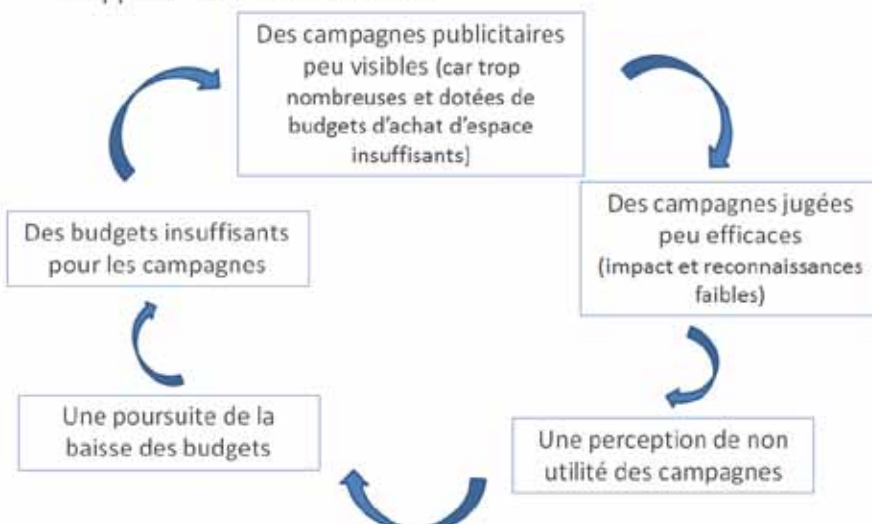 Des campagnes publicitaires
peu visibles (car trop
nombreuses et dotées de
budgets d'achat d'espace
insuffisants]
Des campagnes jugées
peu efficaces
(impact et reconnaissances
faibles)
Une perception de non
utilité des campagnes
Une poursuite de la
baisse des budgets
Des budgets insuffisants
pour les campagnes